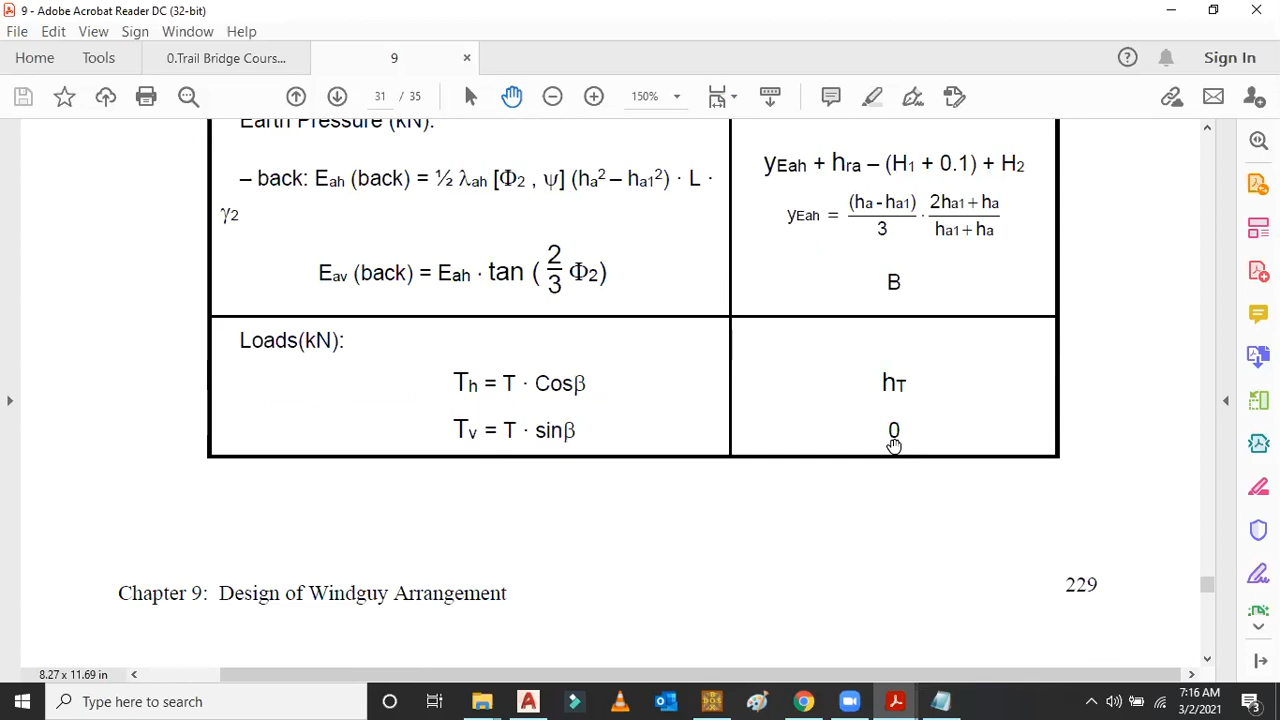 9 - Adobe Acrobat Reader DC (32-bit)
File Edit View Sign Window Help
Home Tools 0.Trail Bridge Cours... 9 × Sign In
31 / 35 150%
Earth Pressure (kN):
yEah + hra – (H1 + 0.1) + H2
– back: Eah (back) = ½ λah [Φ2 , ψ] (ha² – ha1²) · L ·
γ2
yEah = (ha - ha1) / 3 · 2ha1 + ha / ha1 + ha
Eav (back) = Eah · tan ( 2/3 Φ2)
B
Loads(kN):
Th = T · Cosβ hT
Tv = T · sinβ 0
Chapter 9: Design of Windguy Arrangement 229
8.27 x 11.69 in
Type here to search
7:16 AM
3/2/2021
3